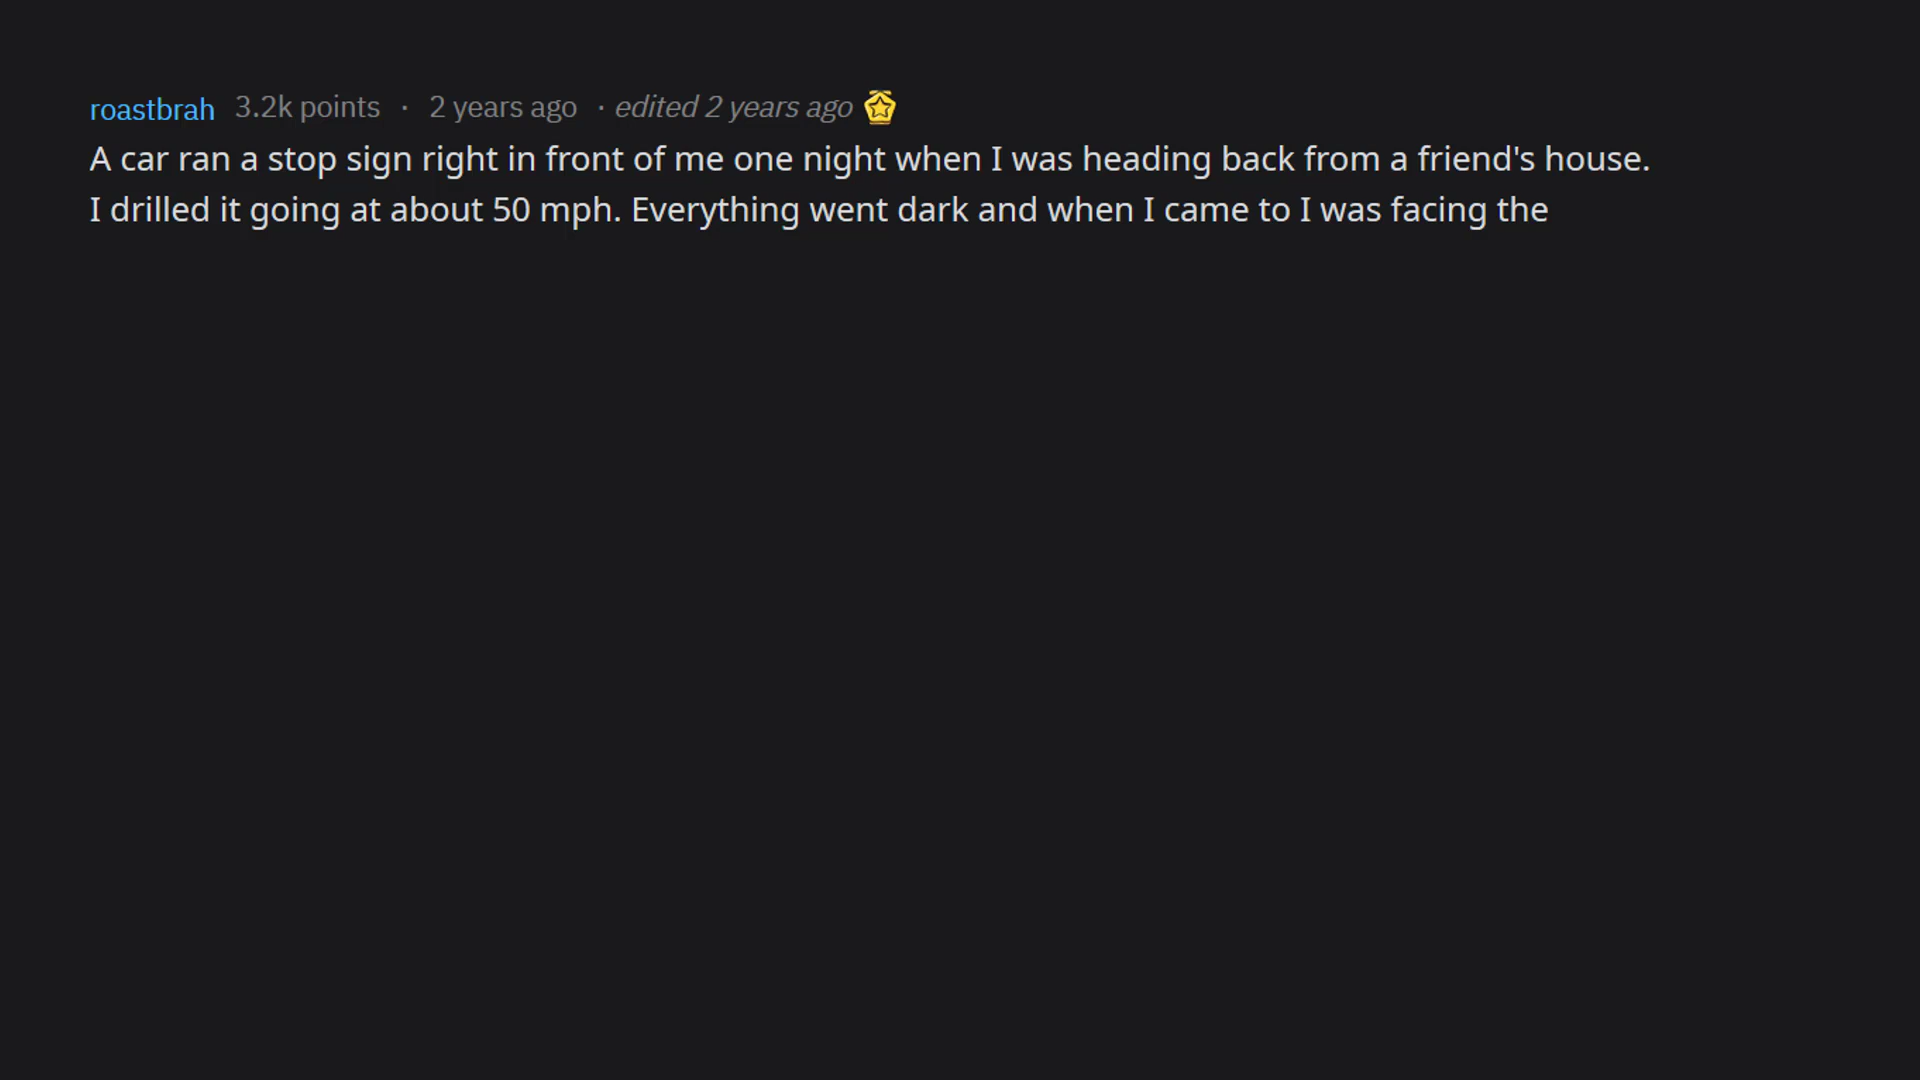 roastbrah 3.2k points · 2 years ago · edited 2 years ago
A car ran a stop sign right in front of me one night when I was heading back from a friend's house.
I drilled it going at about 50 mph. Everything went dark and when I came to I was facing the